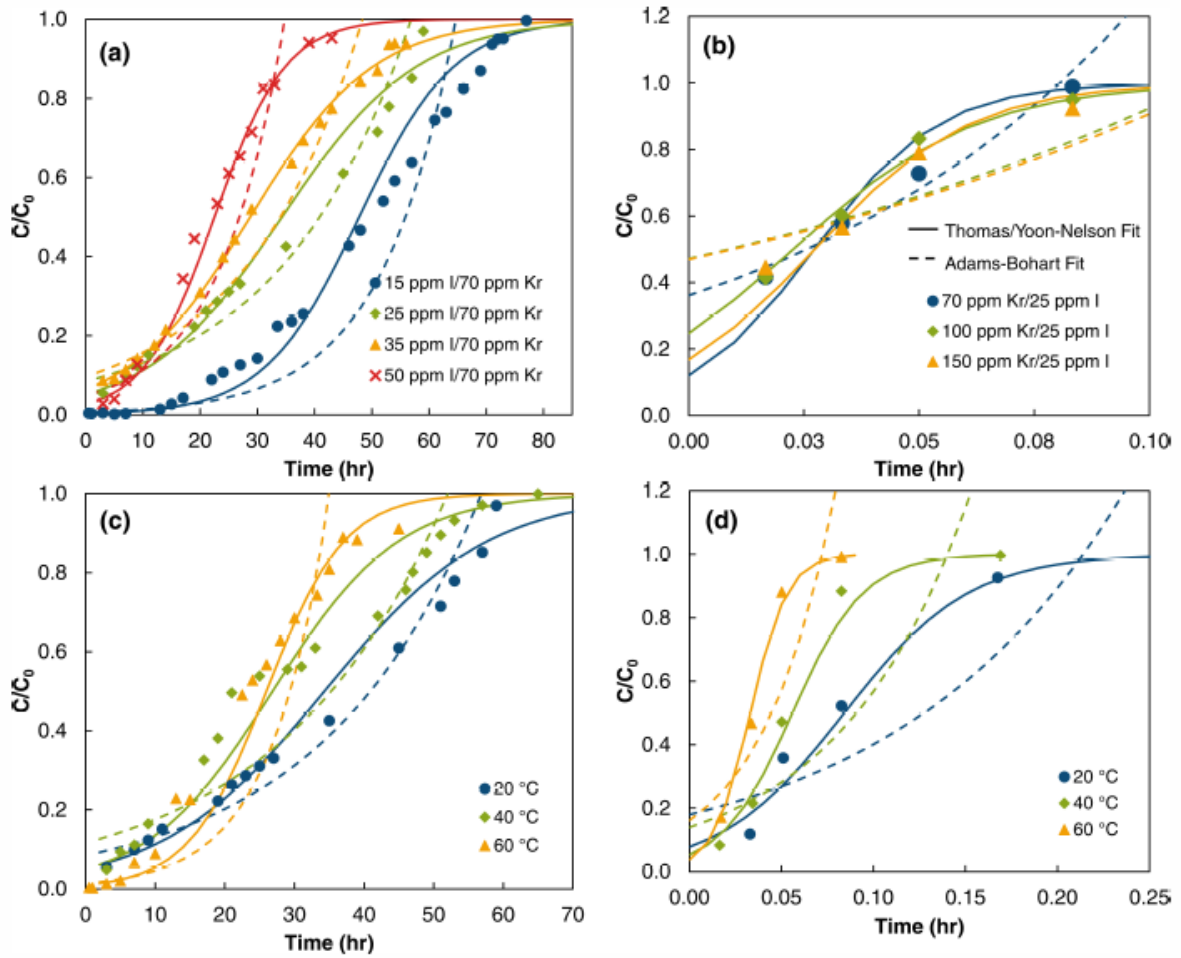 (a)
1.0
0.8
0.6
0.4
0.2
0.0
C/C₀
0 10 20 30 40 50 60 70 80
Time (hr)
15 ppm I/70 ppm Kr
25 ppm I/70 ppm Kr
35 ppm I/70 ppm Kr
50 ppm I/70 ppm Kr
(b)
1.2
1.0
0.8
0.6
0.4
0.2
0.0
C/C₀
0.00 0.03 0.05 0.08 0.10
Time (hr)
Thomas/Yoon-Nelson Fit
Adams-Bohart Fit
70 ppm Kr/25 ppm I
100 ppm Kr/25 ppm I
150 ppm Kr/25 ppm I
(c)
1.0
0.8
0.6
0.4
0.2
0.0
C/C₀
0 10 20 30 40 50 60 70
Time (hr)
20 °C
40 °C
60 °C
(d)
1.2
1.0
0.8
0.6
0.4
0.2
0.0
C/C₀
0.00 0.05 0.10 0.15 0.20 0.25
Time (hr)
20 °C
40 °C
60 °C